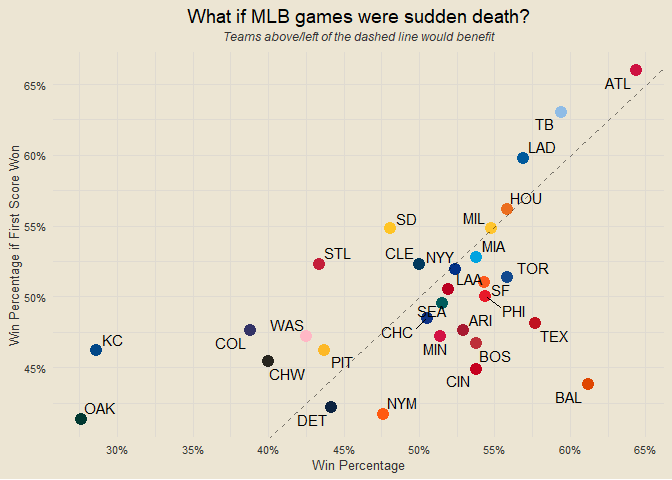 What if MLB games were sudden death?
Teams above/left of the dashed line would benefit
65%
60%
55%
50%
45%
Win Percentage if First Score Won
ATL
TB
LAD
HOU
SD
MIL
STL
CLE
NYY
MIA
TOR
LAA
SF
SEA
PHI
KC
COL
WAS
CHC
ARI
TEX
PIT
MIN
BOS
CHW
CIN
BAL
OAK
DET
NYM
30%
35%
40%
45%
50%
55%
60%
65%
Win Percentage